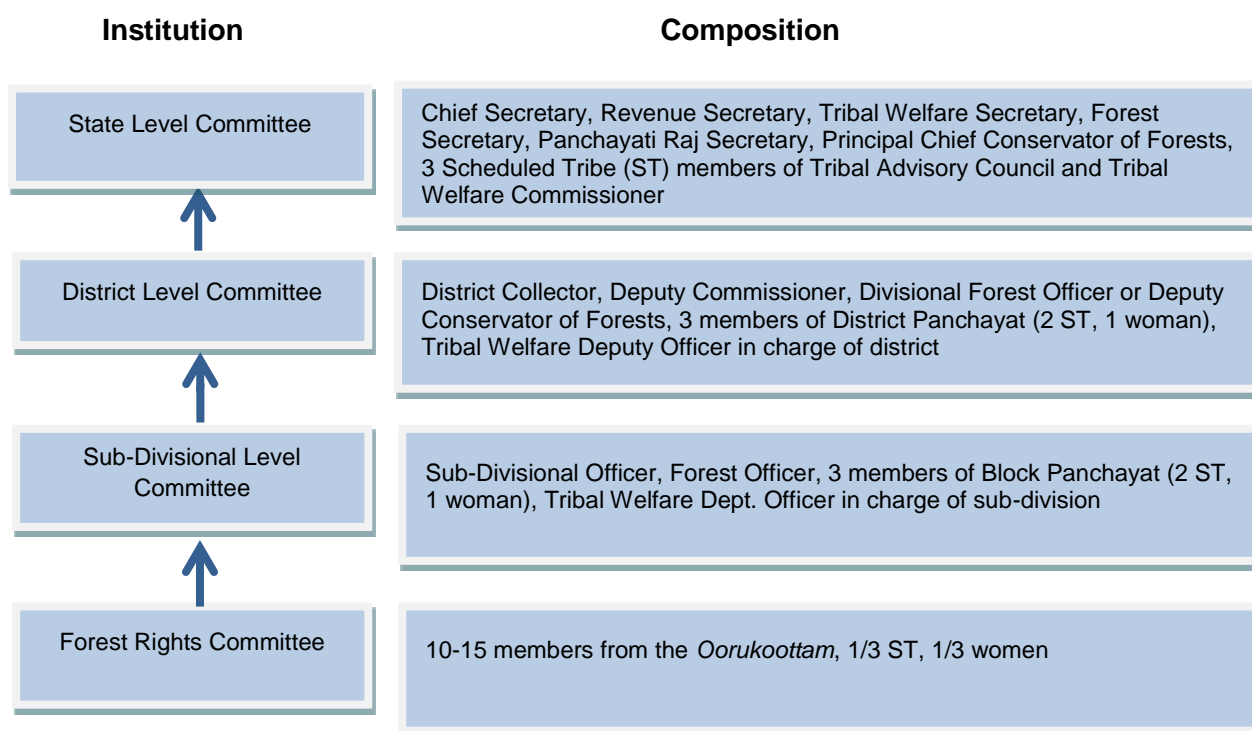 Institution
Composition
State Level Committee
Chief Secretary, Revenue Secretary, Tribal Welfare Secretary, Forest
Secretary, Panchayati Raj Secretary, Principal Chief Conservator of Forests,
3 Scheduled Tribe (ST) members of Tribal Advisory Council and Tribal
Welfare Commissioner
District Level Committee
District Collector, Deputy Commissioner, Divisional Forest Officer or Deputy
Conservator of Forests, 3 members of District Panchayat (2 ST, 1 woman),
Tribal Welfare Deputy Officer in charge of district
Sub-Divisional Level
Committee
Sub-Divisional Officer, Forest Officer, 3 members of Block Panchayat (2 ST,
1 woman), Tribal Welfare Dept. Officer in charge of sub-division
Forest Rights Committee
10-15 members from the Oorukoottam, 1/3 ST, 1/3 women